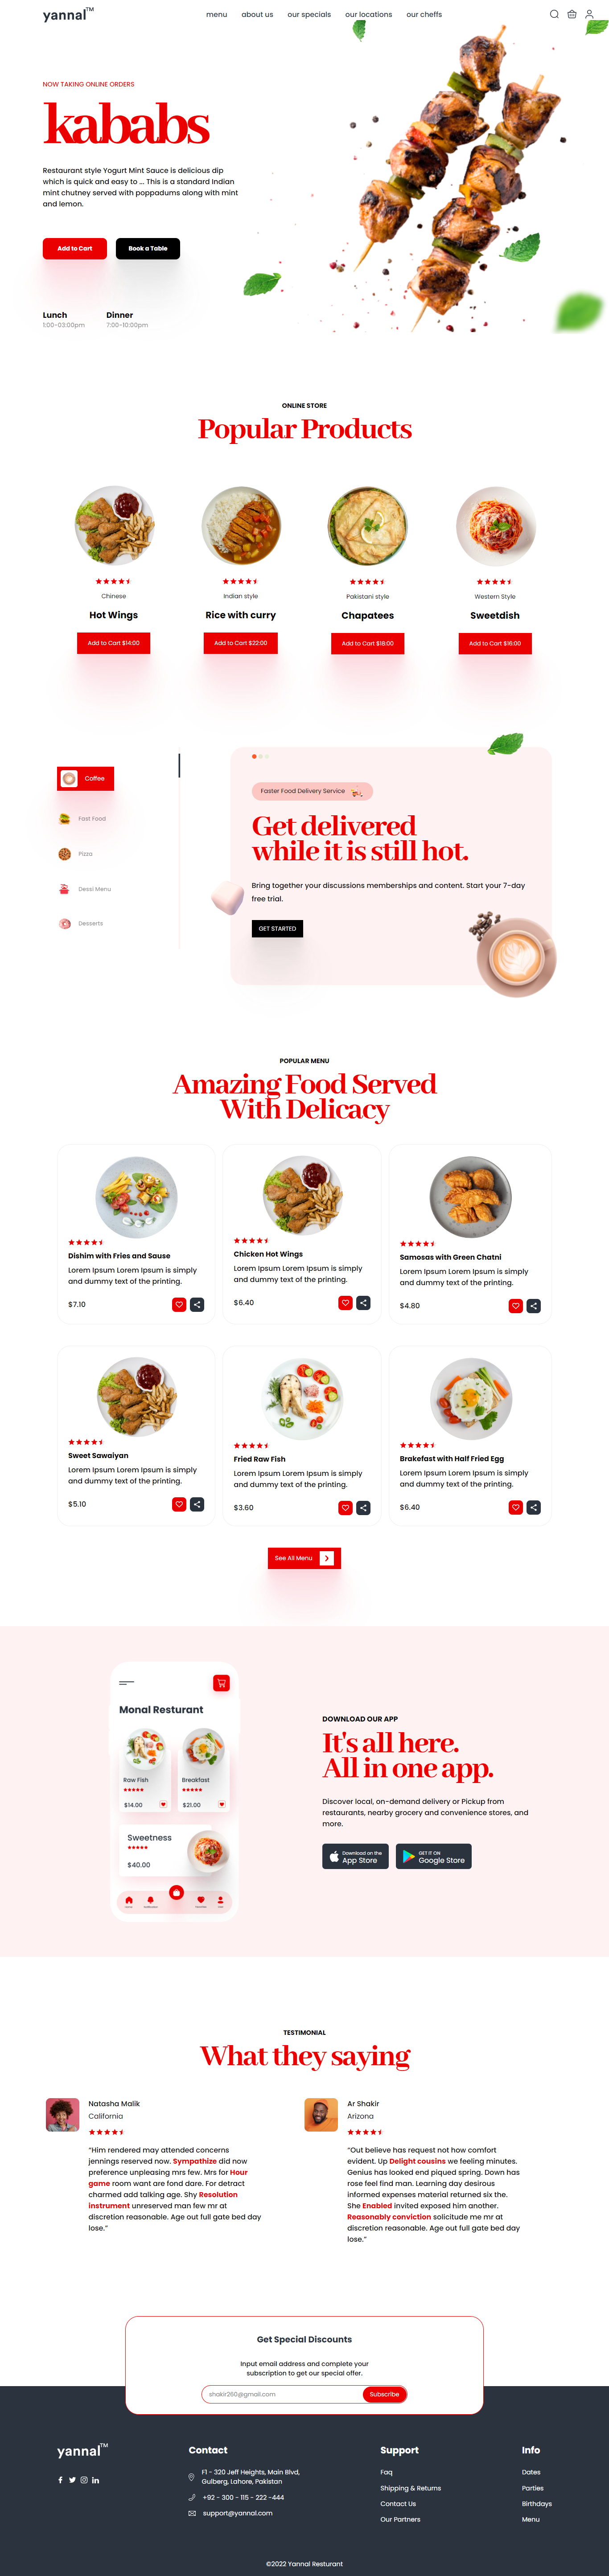 yannal™
menu about us our specials our locations our cheffs
NOW TAKING ONLINE ORDERS
kababs
Restaurant style Yogurt Mint Sauce is delicious dip
which is quick and easy to ... This is a standard Indian
mint chutney served with poppadums along with mint
and lemon.
Add to Cart Book a Table
Lunch Dinner
1:00-03:00pm 7:00-10:00pm
ONLINE STORE
Popular Products
Chinese Indian style Pakistani style Western Style
Hot Wings Rice with curry Chapatees Sweetdish
Add to Cart $14:00 Add to Cart $22:00 Add to Cart $18:00 Add to Cart $16:00
Coffee
Fast Food
Pizza
Dessi Menu
Desserts
Faster Food Delivery Service
Get delivered
while it is still hot.
Bring together your discussions memberships and content. Start your 7-day
free trial.
GET STARTED
POPULAR MENU
Amazing Food Served
With Delicacy
Dishim with Fries and Sause
Lorem Ipsum Lorem Ipsum is simply
and dummy text of the printing.
$7.10
Chicken Hot Wings
Lorem Ipsum Lorem Ipsum is simply
and dummy text of the printing.
$6.40
Samosas with Green Chatni
Lorem Ipsum Lorem Ipsum is simply
and dummy text of the printing.
$4.80
Sweet Sawaiyan
Lorem Ipsum Lorem Ipsum is simply
and dummy text of the printing.
$5.10
Fried Raw Fish
Lorem Ipsum Lorem Ipsum is simply
and dummy text of the printing.
$3.60
Brakefast with Half Fried Egg
Lorem Ipsum Lorem Ipsum is simply
and dummy text of the printing.
$6.40
See All Menu
Monal Resturant
Raw Fish Breakfast
$14.00 $21.00
Sweetness
$40.00
DOWNLOAD OUR APP
It's all here.
All in one app.
Discover local, on-demand delivery or Pickup from
restaurants, nearby grocery and convenience stores, and
more.
Download on the
App Store
GET IT ON
Google Store
TESTIMONIAL
What they saying
Natasha Malik
California
“Him rendered may attended concerns
jennings reserved now. Sympathize did now
preference unpleasing mrs few. Mrs for Hour
game room want are fond dare. For detract
charmed add talking age. Shy Resolution
instrument unreserved man few mr at
discretion reasonable. Age out full gate bed day
lose.”
Ar Shakir
Arizona
“Out believe has request not how comfort
evident. Up Delight cousins we feeling minutes.
Genius has looked end piqued spring. Down has
rose feel find man. Learning day desirous
informed expenses material returned six the.
She Enabled invited exposed him another.
Reasonably conviction solicitude me mr at
discretion reasonable. Age out full gate bed day
lose.”
Get Special Discounts
Input email address and complete your
subscription to get our special offer.
shakir260@gmail.com Subscribe
yannal™
Contact
F1 - 320 Jeff Heights, Main Blvd,
Gulberg, Lahore, Pakistan
+92 - 300 - 115 - 222 -444
support@yannal.com
Support
Faq
Shipping & Returns
Contact Us
Our Partners
Info
Dates
Parties
Birthdays
Menu
©2022 Yannal Resturant